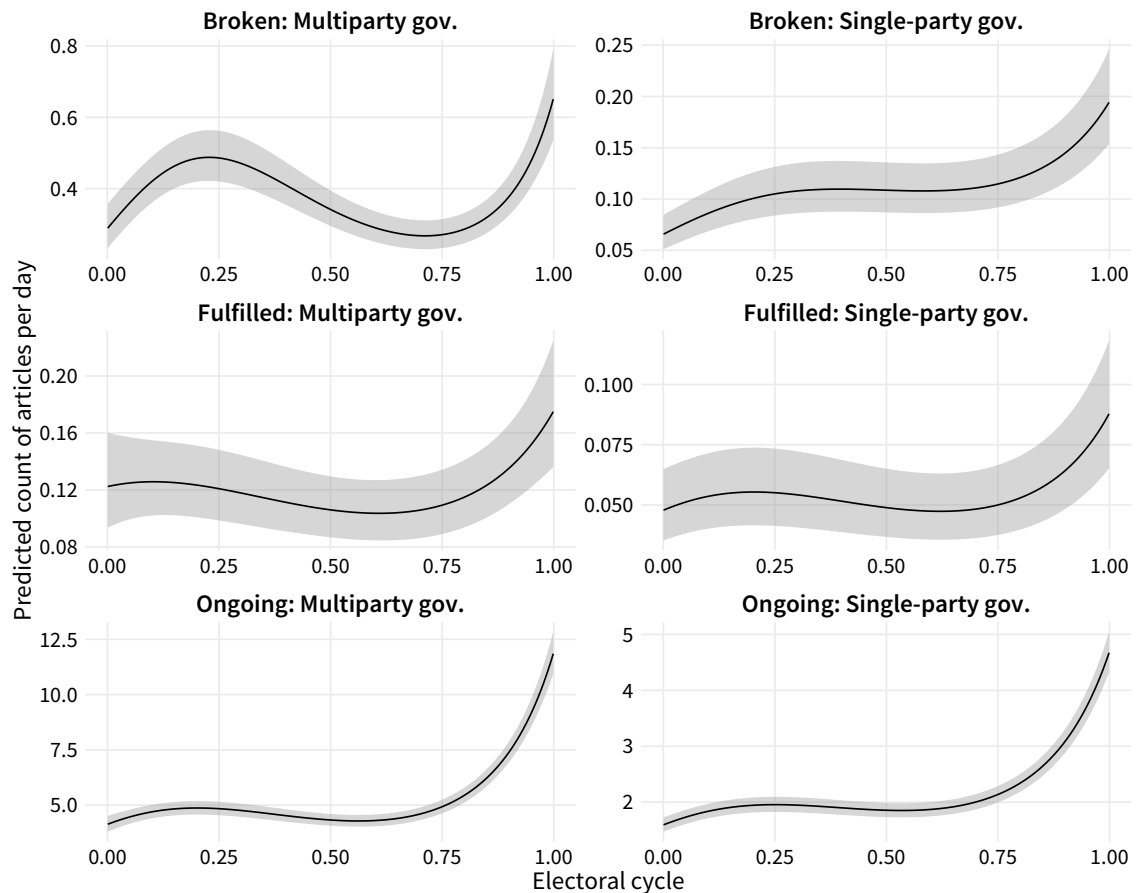 Broken: Multiparty gov.
Broken: Single-party gov.
0.8
0.6
0.4
0.00 0.25 0.50 0.75 1.00
0.25
0.20
0.15
0.10
0.05
0.00 0.25 0.50 0.75 1.00
Predicted count of articles per day
Fulfilled: Multiparty gov.
Fulfilled: Single-party gov.
0.20
0.16
0.12
0.08
0.00 0.25 0.50 0.75 1.00
0.100
0.075
0.050
0.00 0.25 0.50 0.75 1.00
Ongoing: Multiparty gov.
Ongoing: Single-party gov.
12.5
10.0
7.5
5.0
0.00 0.25 0.50 0.75 1.00
5
4
3
2
0.00 0.25 0.50 0.75 1.00
Electoral cycle